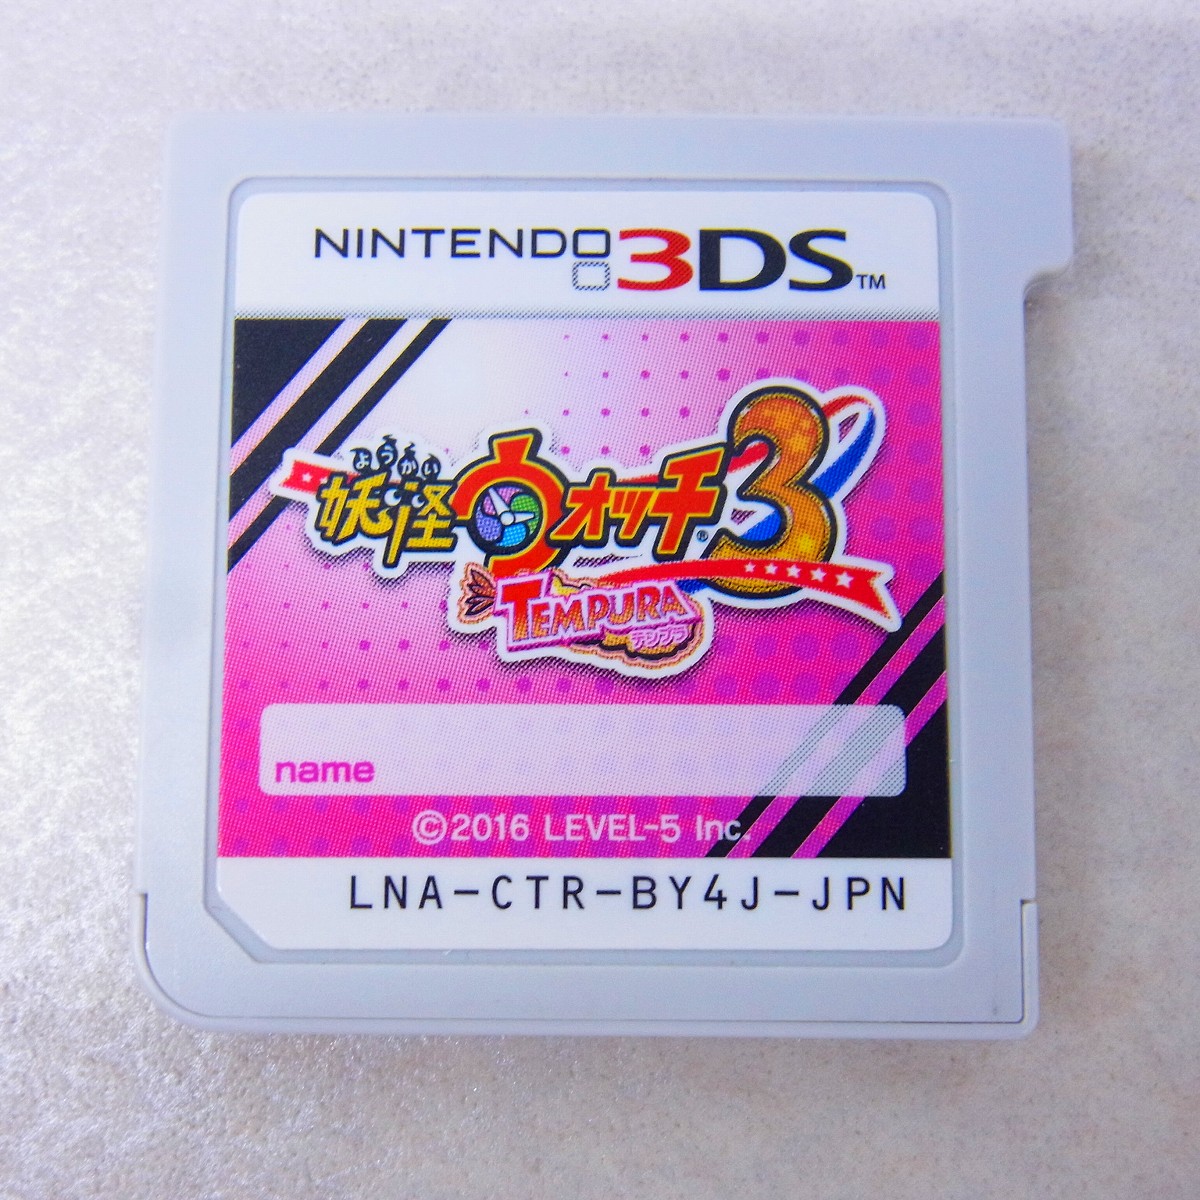 NINTENDO 3DS™
ようかい
妖怪ウォッチ®3
TEMPURA
テンプラ
name
©2016 LEVEL-5 Inc.
LNA-CTR-BY4J-JPN